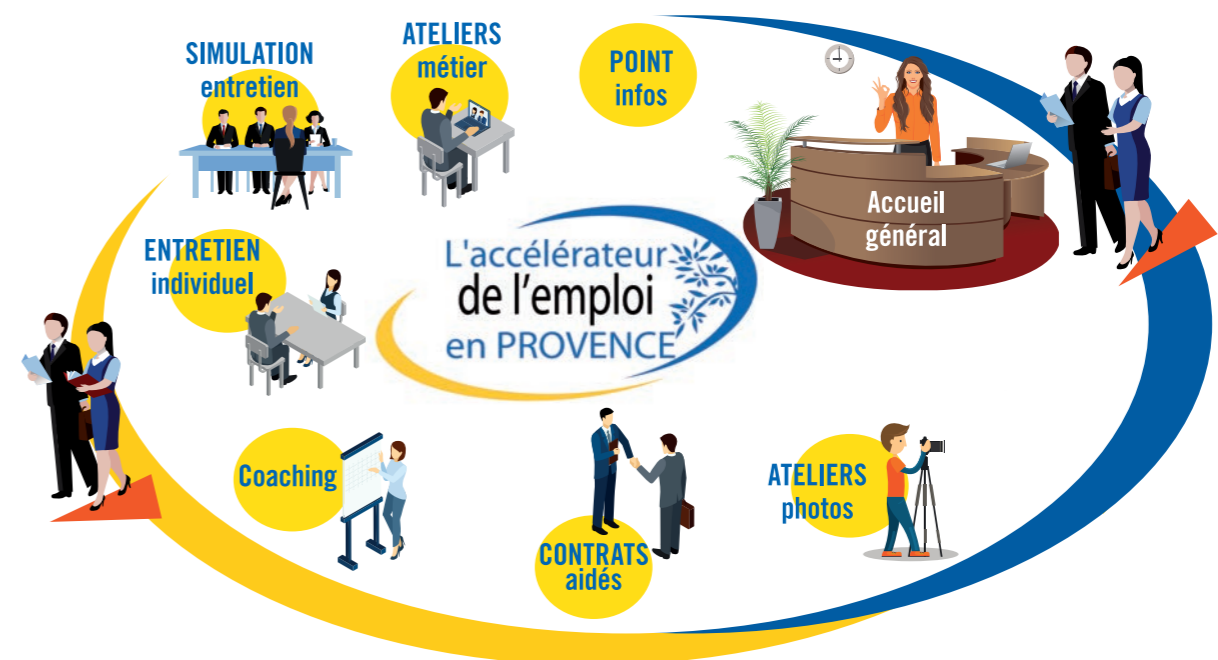 SIMULATION
entretien
ATELIERS
métier
POINT
infos
Accueil
général
ENTRETIEN
individuel
L'accélérateur
de l'emploi
en PROVENCE
Coaching
CONTRATS
aidés
ATELIERS
photos